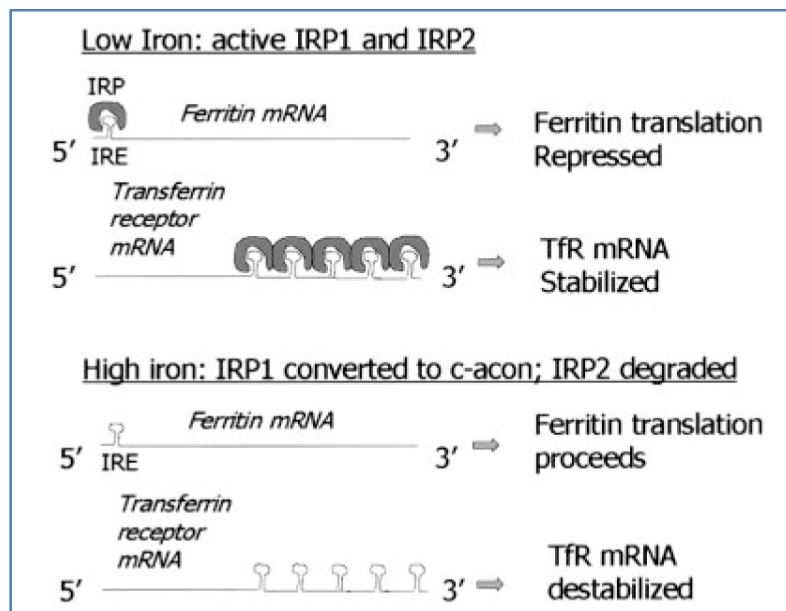 Low Iron: active IRP1 and IRP2
IRP
Ferritin mRNA
5’ IRE 3’
Ferritin translation
Repressed
Transferrin
receptor
mRNA
5’ 3’
TfR mRNA
Stabilized
High iron: IRP1 converted to c-acon; IRP2 degraded
Ferritin mRNA
5’ IRE 3’
Ferritin translation
proceeds
Transferrin
receptor
mRNA
5’ 3’
TfR mRNA
destabilized